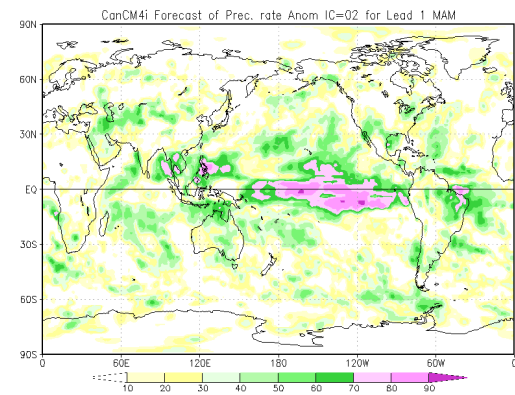 CanCM4i Forecast of Prec. rate Anom IC=02 for Lead 1 MAM
90N
60N
30N
EQ
30S
60S
90S
0 60E 120E 180 120W 60W 0
10 20 30 40 50 60 70 80 90